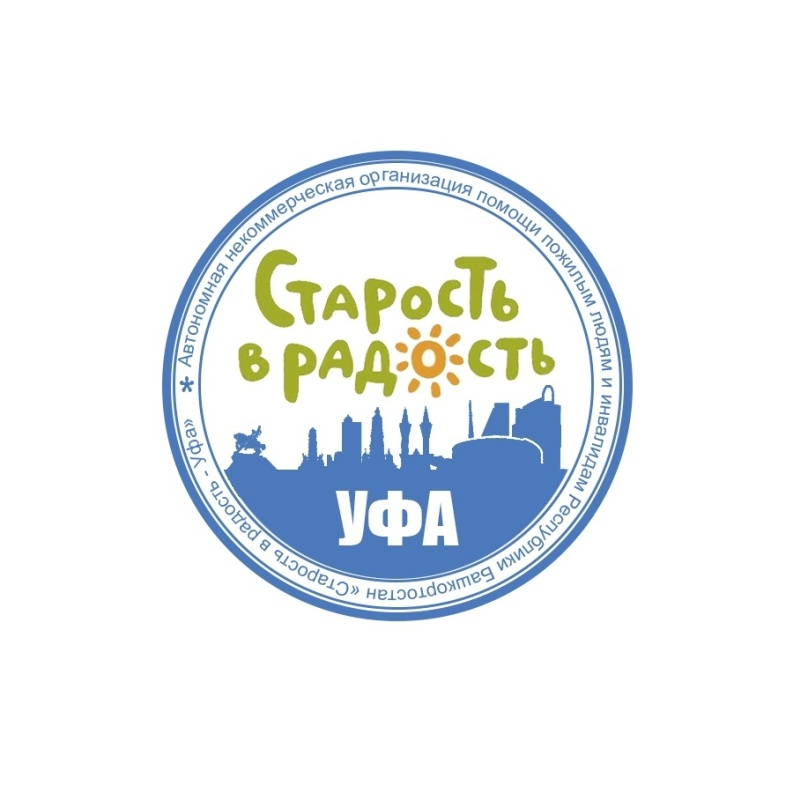 Автономная некоммерческая организация помощи пожилым людям и инвалидам Республики Башкортостан «Старость в радость - Уфа»
Старость
в радость
УФА